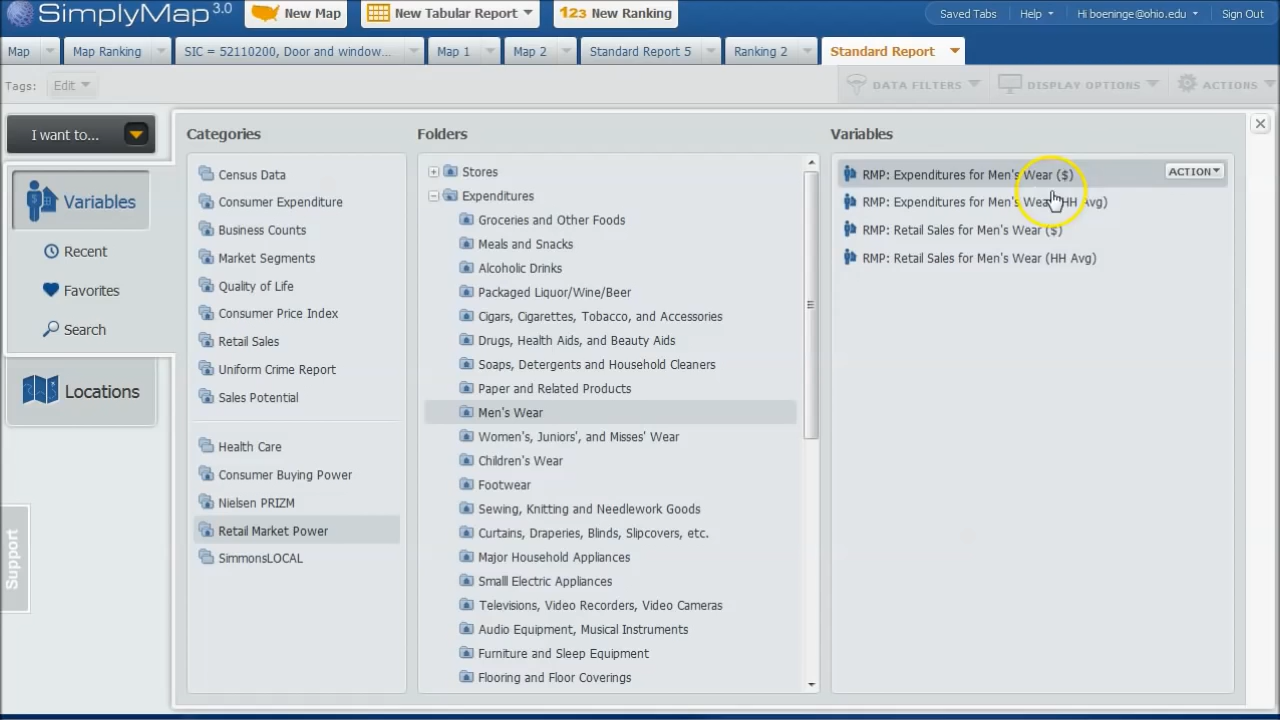 SimplyMap 3.0
New Map
New Tabular Report
123 New Ranking
Saved Tabs
Help
Hi boeninge@ohio.edu
Sign Out
Map
Map Ranking
SIC = 52110200, Door and window...
Map 1
Map 2
Standard Report 5
Ranking 2
Standard Report
Tags:
Edit
DATA FILTERS
DISPLAY OPTIONS
ACTIONS
I want to...
Variables
Recent
Favorites
Search
Locations
Support
Categories
Census Data
Consumer Expenditure
Business Counts
Market Segments
Quality of Life
Consumer Price Index
Retail Sales
Uniform Crime Report
Sales Potential
Health Care
Consumer Buying Power
Nielsen PRIZM
Retail Market Power
SimmonsLOCAL
Folders
Stores
Expenditures
Groceries and Other Foods
Meals and Snacks
Alcoholic Drinks
Packaged Liquor/Wine/Beer
Cigars, Cigarettes, Tobacco, and Accessories
Drugs, Health Aids, and Beauty Aids
Soaps, Detergents and Household Cleaners
Paper and Related Products
Men's Wear
Women's, Juniors', and Misses' Wear
Children's Wear
Footwear
Sewing, Knitting and Needlework Goods
Curtains, Draperies, Blinds, Slipcovers, etc.
Major Household Appliances
Small Electric Appliances
Televisions, Video Recorders, Video Cameras
Audio Equipment, Musical Instruments
Furniture and Sleep Equipment
Flooring and Floor Coverings
Variables
RMP: Expenditures for Men's Wear ($)
ACTION
RMP: Expenditures for Men's Wear (HH Avg)
RMP: Retail Sales for Men's Wear ($)
RMP: Retail Sales for Men's Wear (HH Avg)